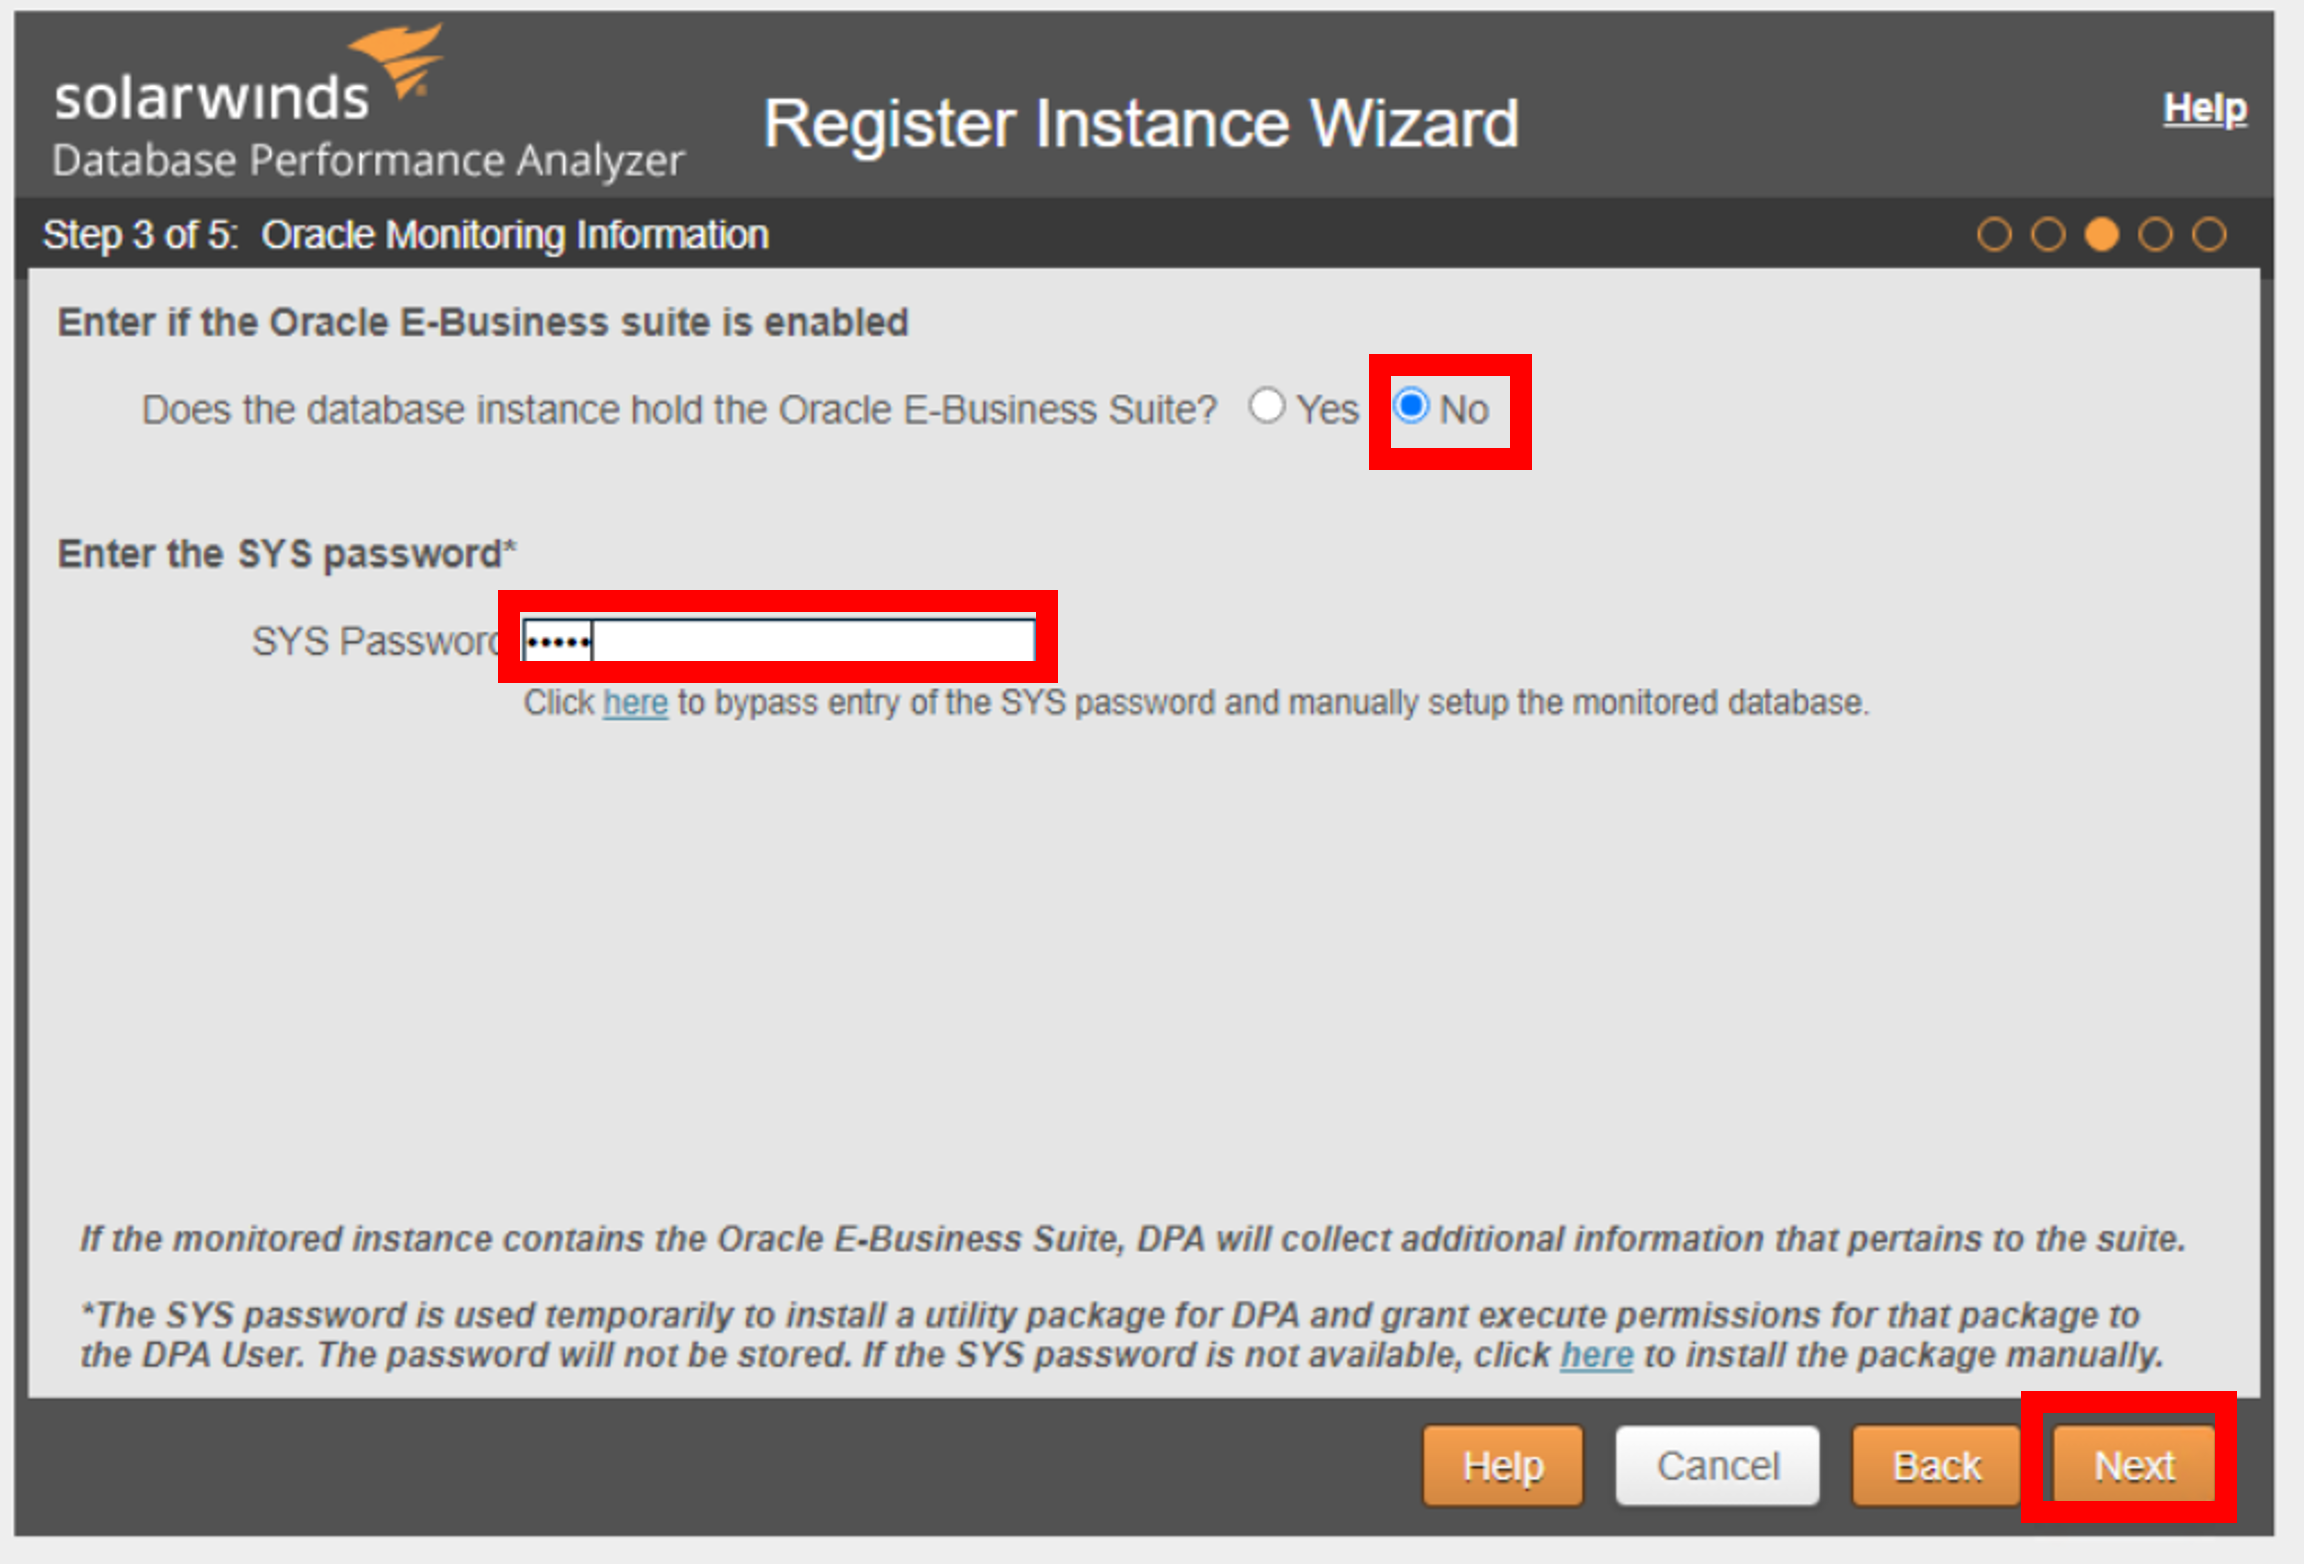 solarwinds
Database Performance Analyzer
Register Instance Wizard
Help
Step 3 of 5: Oracle Monitoring Information
Enter if the Oracle E-Business suite is enabled
Does the database instance hold the Oracle E-Business Suite? Yes No
Enter the SYS password*
SYS Password
Click here to bypass entry of the SYS password and manually setup the monitored database.
If the monitored instance contains the Oracle E-Business Suite, DPA will collect additional information that pertains to the suite.
*The SYS password is used temporarily to install a utility package for DPA and grant execute permissions for that package to
the DPA User. The password will not be stored. If the SYS password is not available, click here to install the package manually.
Help Cancel Back Next